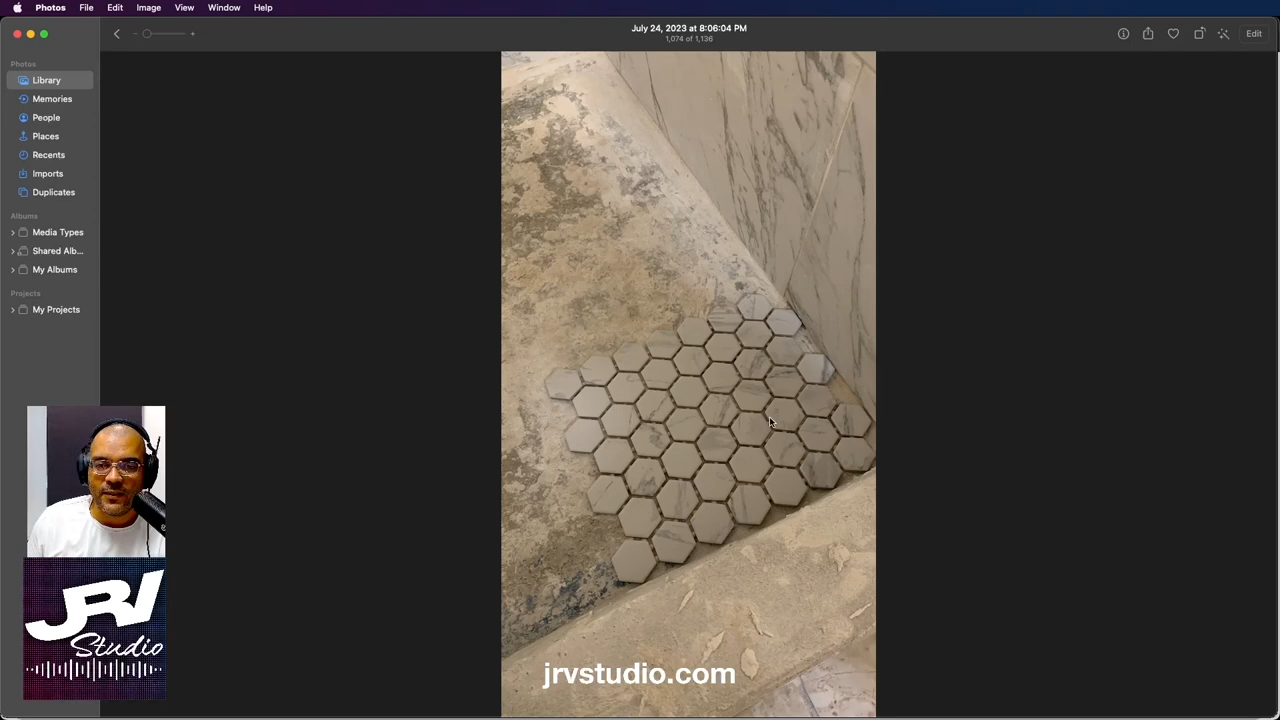 Photos File Edit Image View Window Help
July 24, 2023 at 8:06:04 PM
1,074 of 1,136
Edit
Photos
Library
Memories
People
Places
Recents
Imports
Duplicates
Albums
Media Types
Shared Alb...
My Albums
Projects
My Projects
JRV
Studio
jrvstudio.com